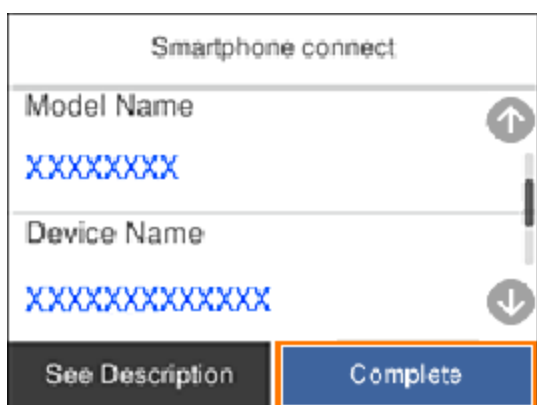 Smartphone connect
Model Name
XXXXXXXX
Device Name
XXXXXXXXXXXXX
See Description
Complete